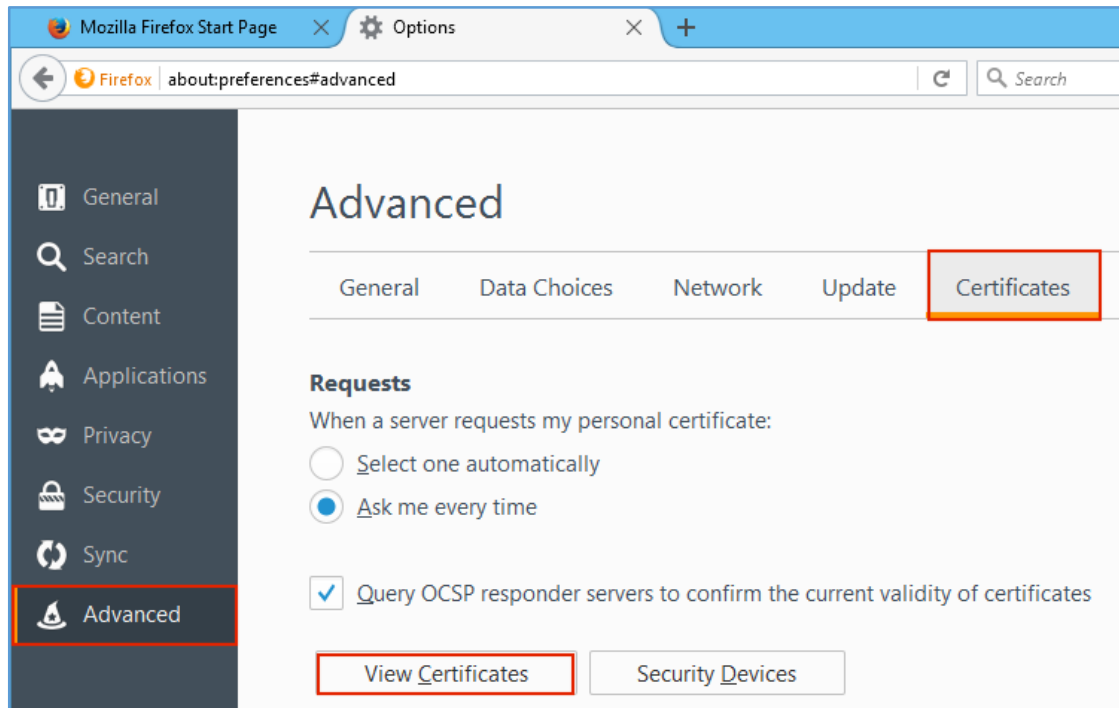 Mozilla Firefox Start Page
Options
Firefox about:preferences#advanced
Search
General
Search
Content
Applications
Privacy
Security
Sync
Advanced
Advanced
General Data Choices Network Update Certificates
Requests
When a server requests my personal certificate:
Select one automatically
Ask me every time
Query OCSP responder servers to confirm the current validity of certificates
View Certificates Security Devices